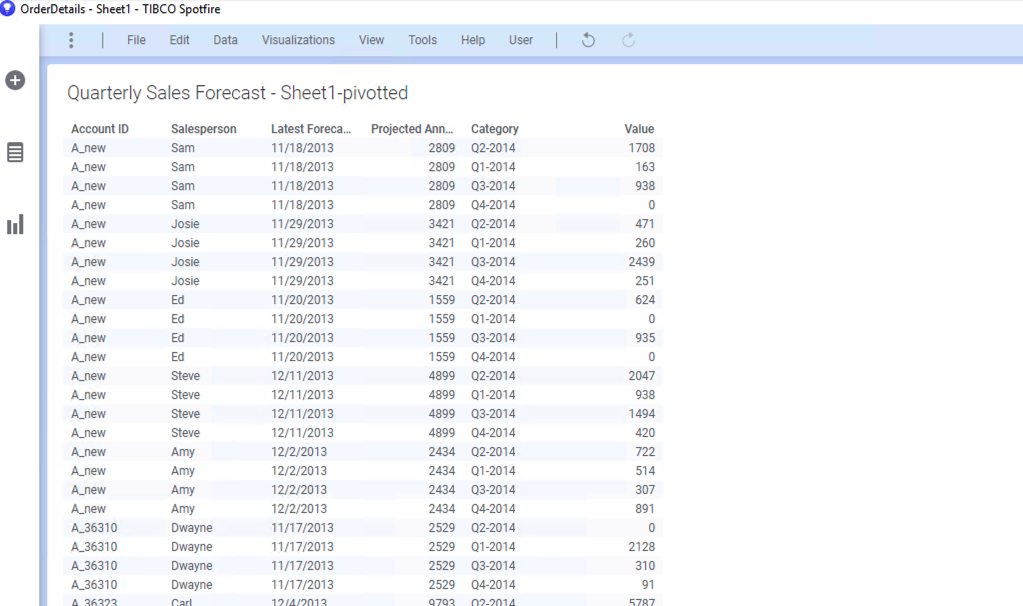 OrderDetails - Sheet1 - TIBCO Spotfire
File Edit Data Visualizations View Tools Help User
Quarterly Sales Forecast - Sheet1-pivotted
Account ID Salesperson Latest Foreca... Projected Ann... Category Value
A_new Sam 11/18/2013 2809 Q2-2014 1708
A_new Sam 11/18/2013 2809 Q1-2014 163
A_new Sam 11/18/2013 2809 Q3-2014 938
A_new Sam 11/18/2013 2809 Q4-2014 0
A_new Josie 11/29/2013 3421 Q2-2014 471
A_new Josie 11/29/2013 3421 Q1-2014 260
A_new Josie 11/29/2013 3421 Q3-2014 2439
A_new Josie 11/29/2013 3421 Q4-2014 251
A_new Ed 11/20/2013 1559 Q2-2014 624
A_new Ed 11/20/2013 1559 Q1-2014 0
A_new Ed 11/20/2013 1559 Q3-2014 935
A_new Ed 11/20/2013 1559 Q4-2014 0
A_new Steve 12/11/2013 4899 Q2-2014 2047
A_new Steve 12/11/2013 4899 Q1-2014 938
A_new Steve 12/11/2013 4899 Q3-2014 1494
A_new Steve 12/11/2013 4899 Q4-2014 420
A_new Amy 12/2/2013 2434 Q2-2014 722
A_new Amy 12/2/2013 2434 Q1-2014 514
A_new Amy 12/2/2013 2434 Q3-2014 307
A_new Amy 12/2/2013 2434 Q4-2014 891
A_36310 Dwayne 11/17/2013 2529 Q2-2014 0
A_36310 Dwayne 11/17/2013 2529 Q1-2014 2128
A_36310 Dwayne 11/17/2013 2529 Q3-2014 310
A_36310 Dwayne 11/17/2013 2529 Q4-2014 91
A_36323 Carl 12/4/2013 9793 Q2-2014 5787